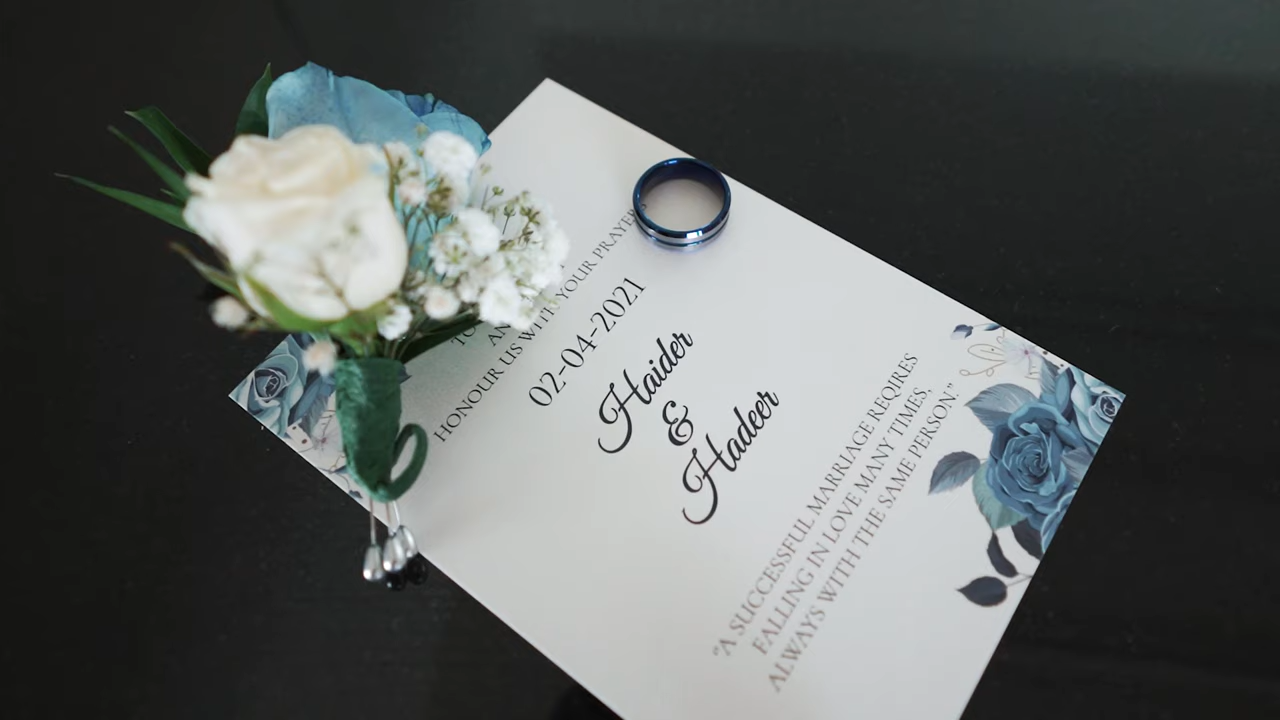 HONOUR US WITH YOUR PRAYERS
02-04-2021
Haider
&
Hadeer
"A SUCCESSFUL MARRIAGE REQIRES
FALLING IN LOVE MANY TIMES,
ALWAYS WITH THE SAME PERSON."